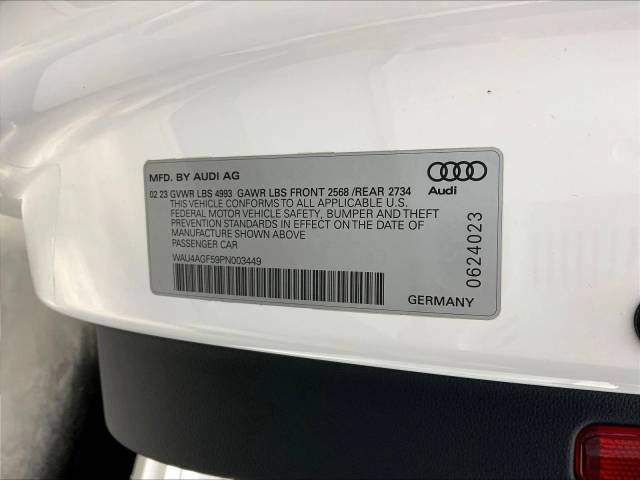 MFD. BY AUDI AG
Audi
02 23 GVWR LBS 4993 GAWR LBS FRONT 2568 /REAR 2734
THIS VEHICLE CONFORMS TO ALL APPLICABLE U.S.
FEDERAL MOTOR VEHICLE SAFETY, BUMPER AND THEFT
PREVENTION STANDARDS IN EFFECT ON THE DATE OF
MANUFACTURE SHOWN ABOVE
PASSENGER CAR
WAU4AGF59PN003449
0624023
GERMANY